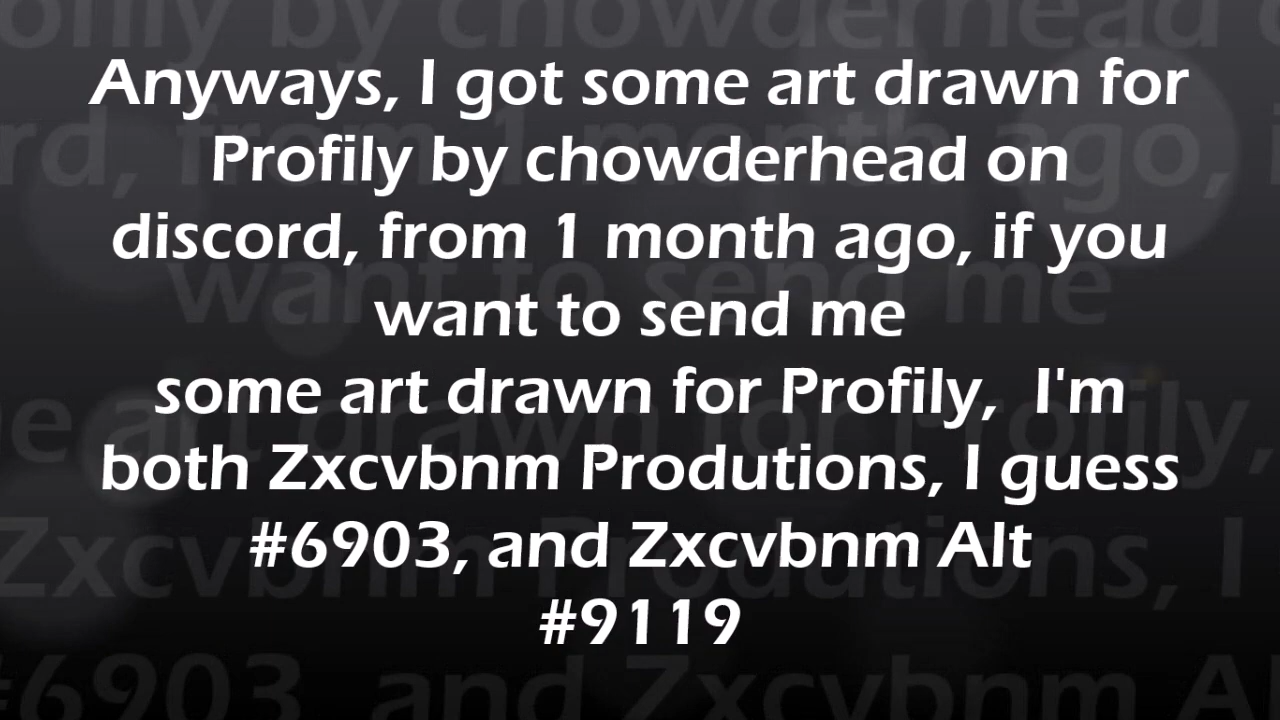 Anyways, I got some art drawn for
Profily by chowderhead on
discord, from 1 month ago, if you
want to send me
some art drawn for Profily,  I'm
both Zxcvbnm Produtions, I guess
#6903, and Zxcvbnm Alt
#9119